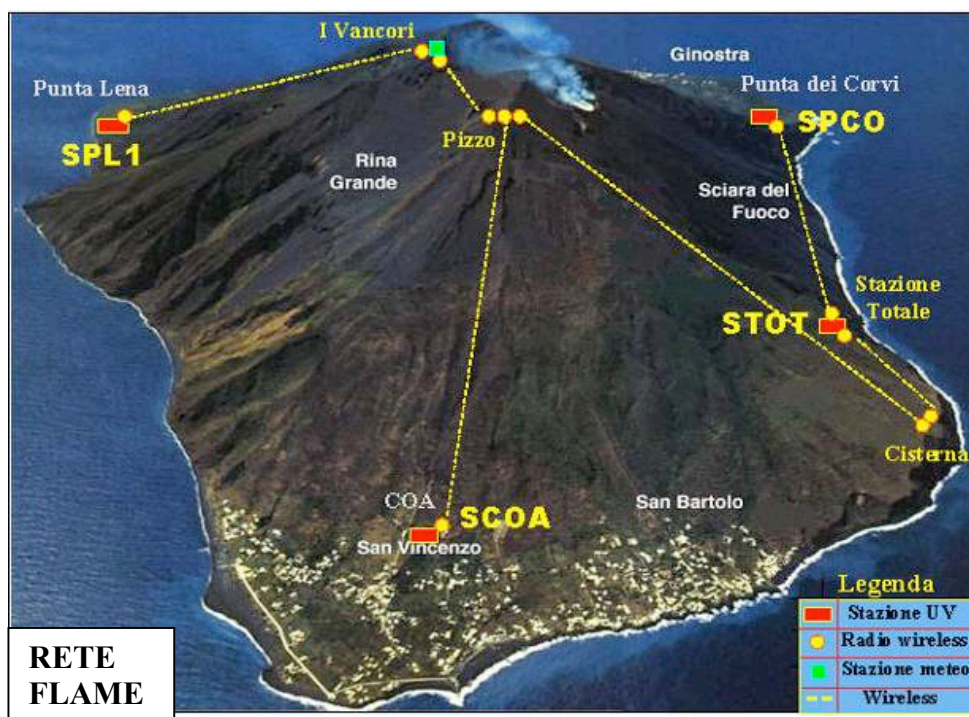 I Vancori
Ginostra
Punta Lena
Punta dei Corvi
SPL1
SPCO
Pizzo
Rina
Grande
Sciara del
Fuoco
Stazione
Totale
STOT
Cisterna
COA
SCOA
San Bartolo
San Vincenzo
Legenda
Stazione UV
Radio wireless
Stazione meteo
Wireless
RETE
FLAME